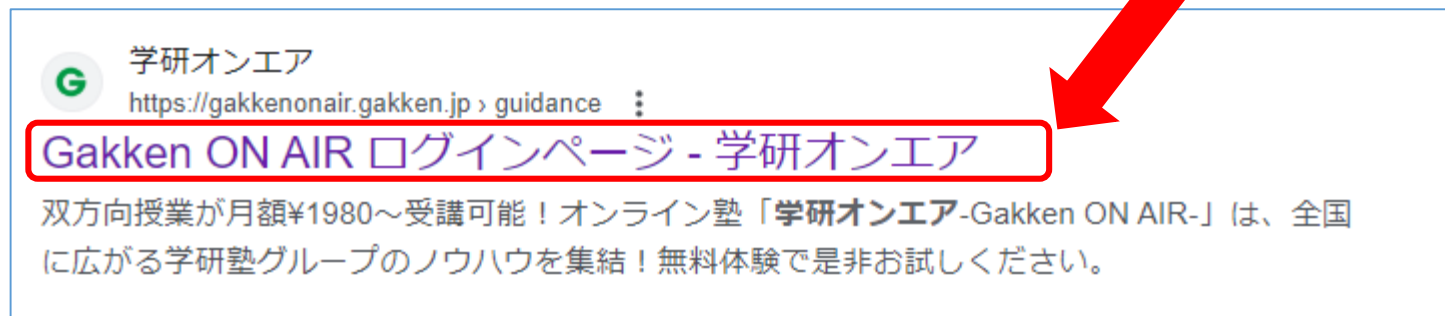 G
学研オンエア
https://gakkenonair.gakken.jp › guidance
Gakken ON AIR ログインページ - 学研オンエア
双方向授業が月額¥1980～受講可能！オンライン塾「学研オンエア-Gakken ON AIR-」は、全国
に広がる学研塾グループのノウハウを集結！無料体験で是非お試しください。